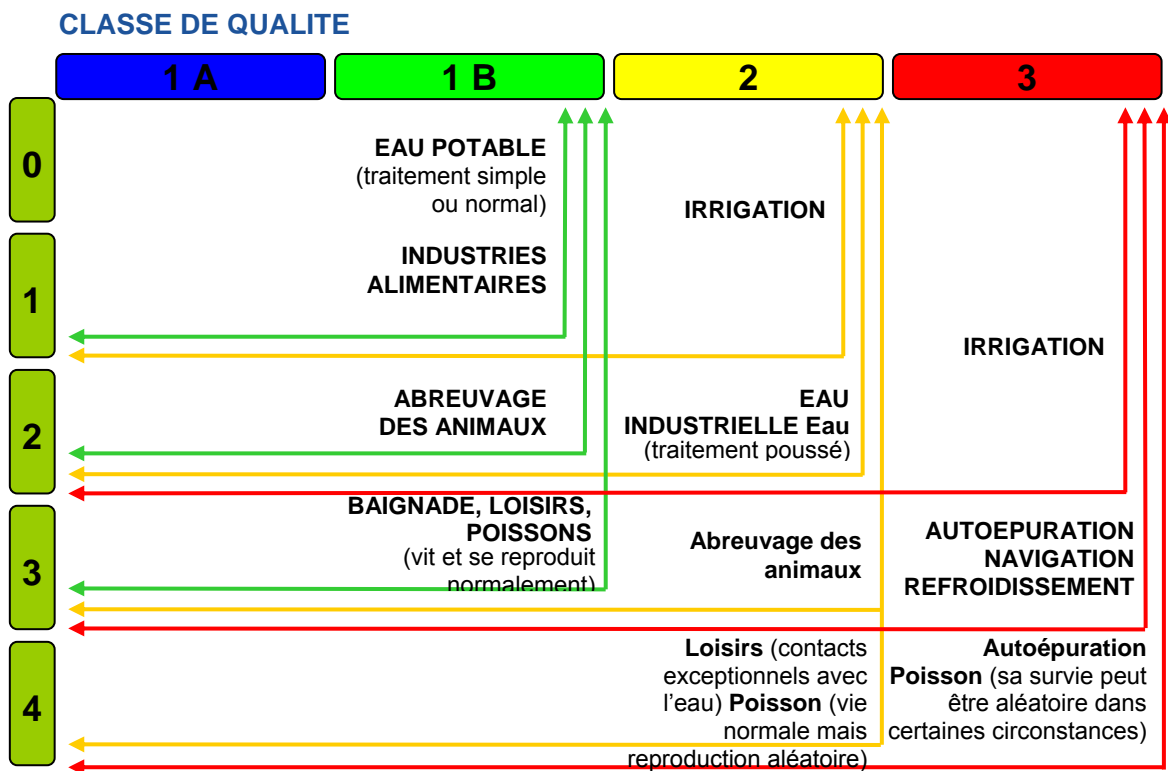 CLASSE DE QUALITE
1 A
1 B
2
3
0
EAU POTABLE
(traitement simple
ou normal)
IRRIGATION
1
INDUSTRIES
ALIMENTAIRES
IRRIGATION
2
ABREUVAGE
DES ANIMAUX
EAU
INDUSTRIELLE Eau
(traitement poussé)
3
BAIGNADE, LOISIRS,
POISSONS
(vit et se reproduit
normalement)
Abreuvage des
animaux
AUTOEPURATION
NAVIGATION
REFROIDISSEMENT
4
Loisirs (contacts
exceptionnels avec
l’eau) Poisson (vie
normale mais
reproduction aléatoire)
Autoépuration
Poisson (sa survie peut
être aléatoire dans
certaines circonstances)